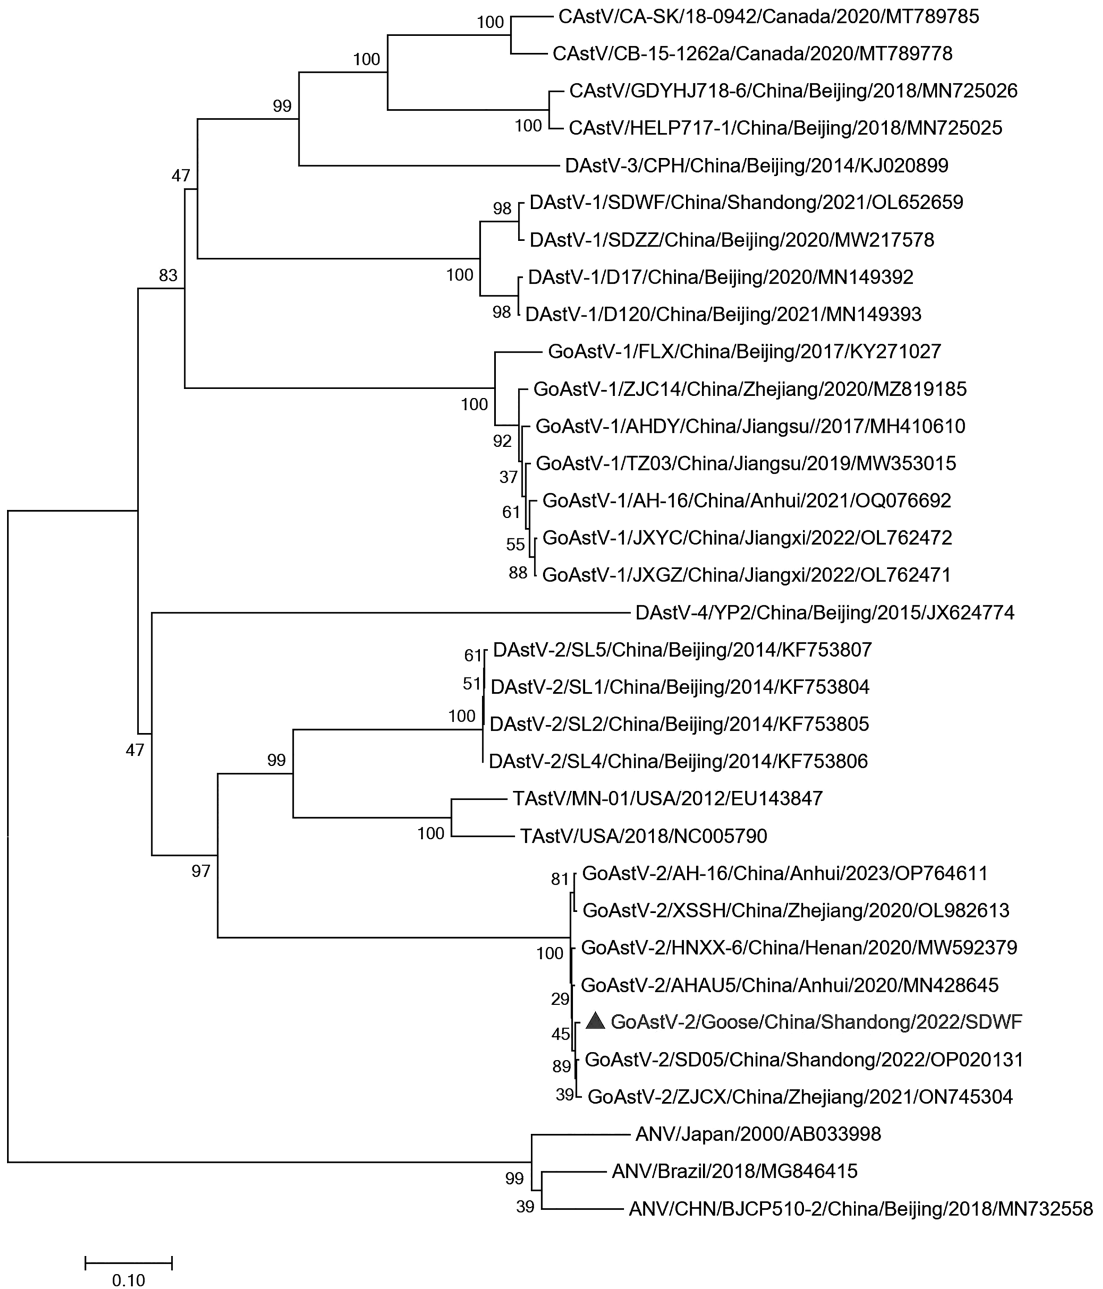 100 CAstV/CA-SK/18-0942/Canada/2020/MT789785
100 CAstV/CB-15-1262a/Canada/2020/MT789778
99 CAstV/GDYHJ718-6/China/Beijing/2018/MN725026
100 CAstV/HELP717-1/China/Beijing/2018/MN725025
DAstV-3/CPH/China/Beijing/2014/KJ020899
47
98 DAstV-1/SDWF/China/Shandong/2021/OL652659
DAstV-1/SDZZ/China/Beijing/2020/MW217578
83 100 DAstV-1/D17/China/Beijing/2020/MN149392
98 DAstV-1/D120/China/Beijing/2021/MN149393
GoAstV-1/FLX/China/Beijing/2017/KY271027
GoAstV-1/ZJC14/China/Zhejiang/2020/MZ819185
100
GoAstV-1/AHDY/China/Jiangsu//2017/MH410610
92
GoAstV-1/TZ03/China/Jiangsu/2019/MW353015
37
GoAstV-1/AH-16/China/Anhui/2021/OQ076692
61
GoAstV-1/JXYC/China/Jiangxi/2022/OL762472
55
88 GoAstV-1/JXGZ/China/Jiangxi/2022/OL762471
DAstV-4/YP2/China/Beijing/2015/JX624774
61 DAstV-2/SL5/China/Beijing/2014/KF753807
51 DAstV-2/SL1/China/Beijing/2014/KF753804
100 DAstV-2/SL2/China/Beijing/2014/KF753805
47
99 DAstV-2/SL4/China/Beijing/2014/KF753806
TAstV/MN-01/USA/2012/EU143847
100 TAstV/USA/2018/NC005790
97
81 GoAstV-2/AH-16/China/Anhui/2023/OP764611
GoAstV-2/XSSH/China/Zhejiang/2020/OL982613
100 GoAstV-2/HNXX-6/China/Henan/2020/MW592379
GoAstV-2/AHAU5/China/Anhui/2020/MN428645
29
GoAstV-2/Goose/China/Shandong/2022/SDWF
45
89 GoAstV-2/SD05/China/Shandong/2022/OP020131
39 GoAstV-2/ZJCX/China/Zhejiang/2021/ON745304
ANV/Japan/2000/AB033998
99 ANV/Brazil/2018/MG846415
39 ANV/CHN/BJCP510-2/China/Beijing/2018/MN732558
0.10